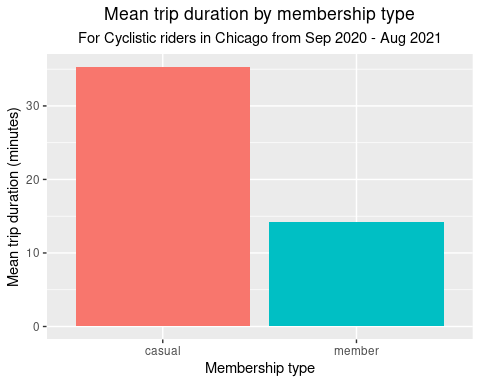 Mean trip duration by membership type
For Cyclistic riders in Chicago from Sep 2020 - Aug 2021
Mean trip duration (minutes)
30
20
10
0
casual member
Membership type